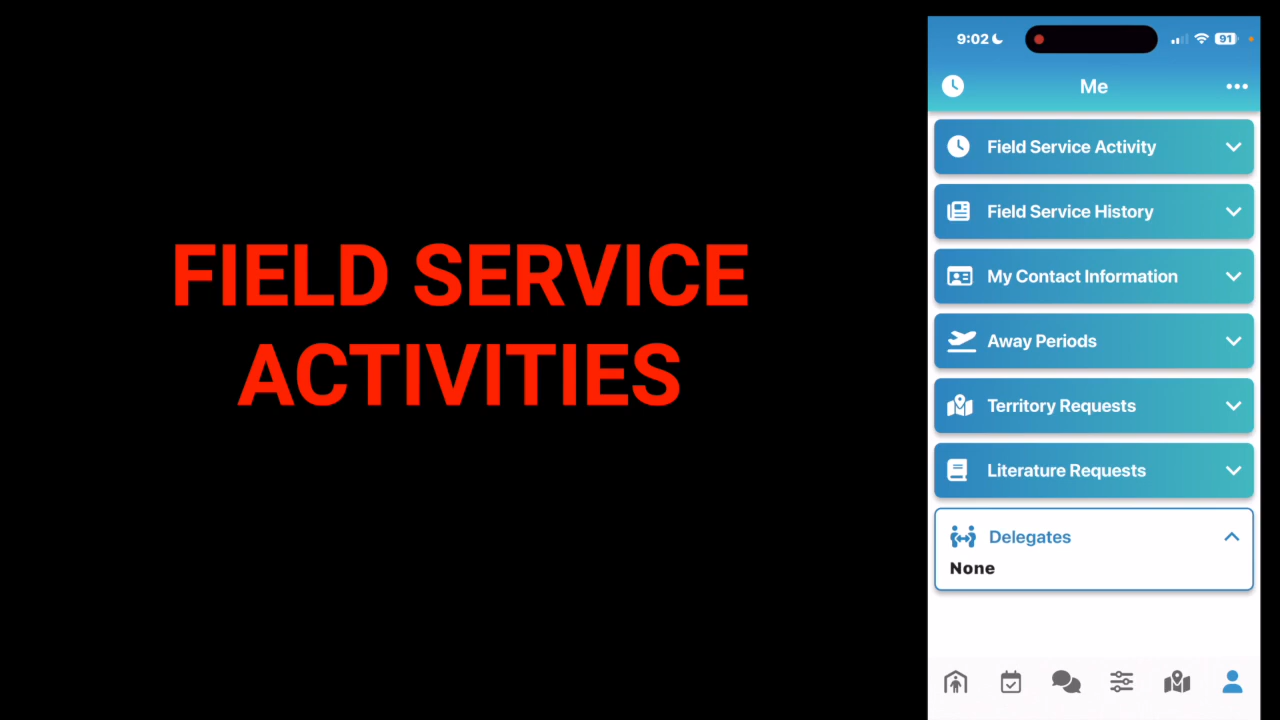 FIELD SERVICE
ACTIVITIES
9:02
91
Me
Field Service Activity
Field Service History
My Contact Information
Away Periods
Territory Requests
Literature Requests
Delegates
None